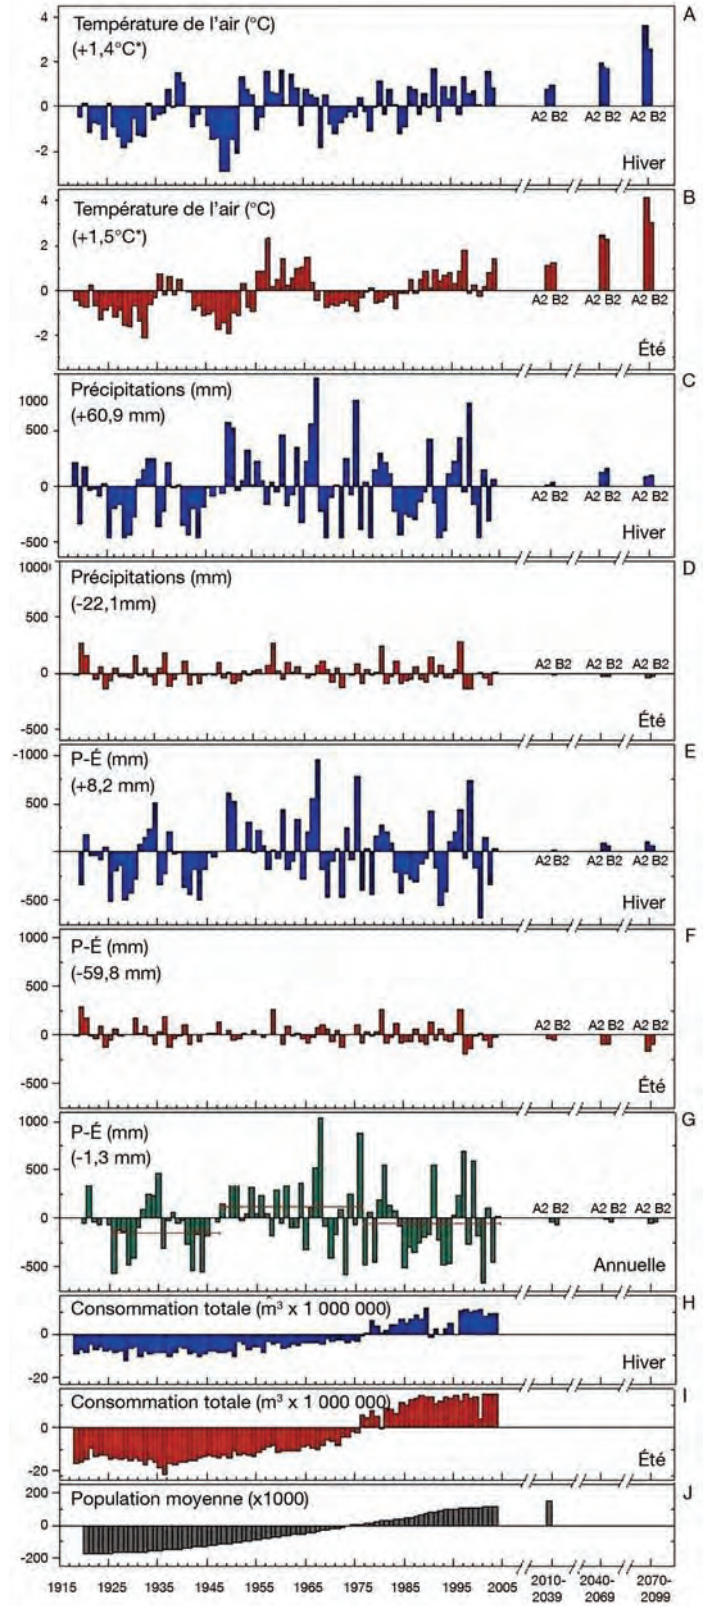 A
Température de l'air (°C)
(+1,4°C*)
4
2
0
-2
A2 B2 A2 B2 A2 B2
Hiver
B
Température de l'air (°C)
(+1,5°C*)
4
2
0
-2
A2 B2 A2 B2 A2 B2
Été
C
Précipitations (mm)
(+60,9 mm)
1000
500
0
-500
A2 B2 A2 B2 A2 B2
Hiver
D
Précipitations (mm)
(-22,1mm)
1000
500
0
-500
A2 B2 A2 B2 A2 B2
Été
E
P-É (mm)
(+8,2 mm)
-1000
500
0
-500
A2 B2 A2 B2 A2 B2
Hiver
F
P-É (mm)
(-59,8 mm)
1000
500
0
-500
A2 B2 A2 B2 A2 B2
Été
G
P-É (mm)
(-1,3 mm)
1000
500
0
-500
A2 B2 A2 B2 A2 B2
Annuelle
H
Consommation totale (m³ x 1 000 000)
0
-20
Hiver
I
Consommation totale (m³ x 1 000 000)
0
-20
Été
J
Population moyenne (x1000)
200
0
-200
1915 1925 1935 1945 1955 1965 1975 1985 1995 2005 2010- 2040- 2070-
2039 2069 2099